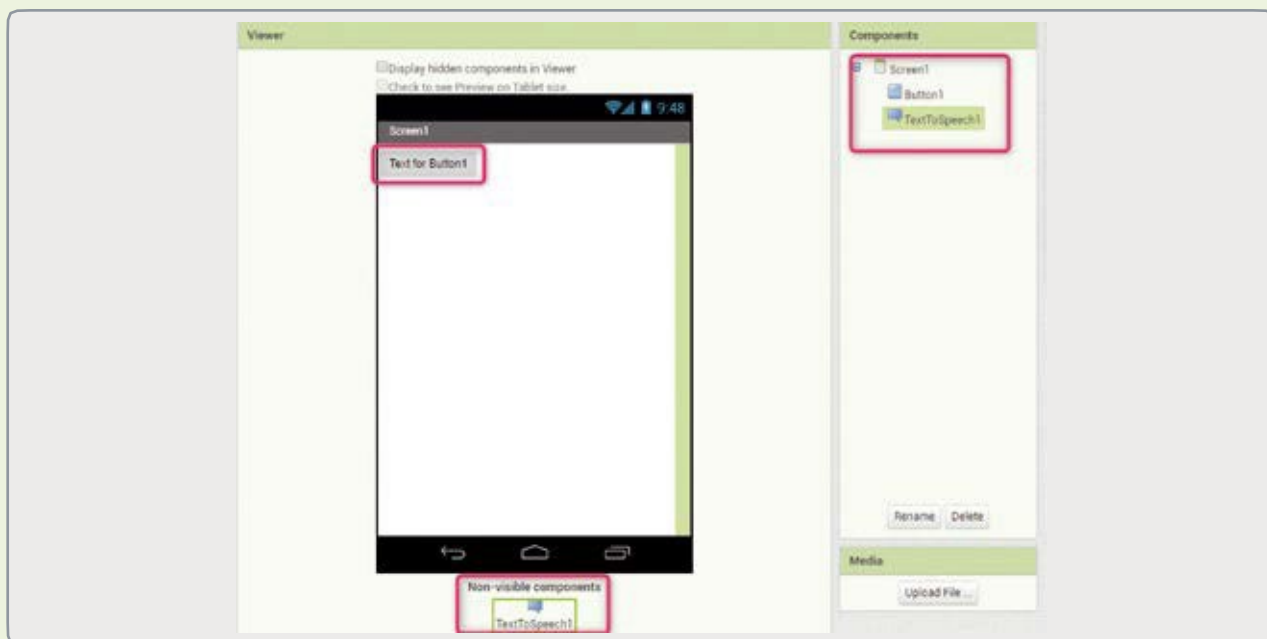 Viewer
Display hidden components in Viewer
Check to see Preview on Tablet size.
9:48
Screen1
Text for Button1
Non-visible components
TextToSpeech1
Components
Screen1
Button1
TextToSpeech1
Rename Delete
Media
Upload File ...